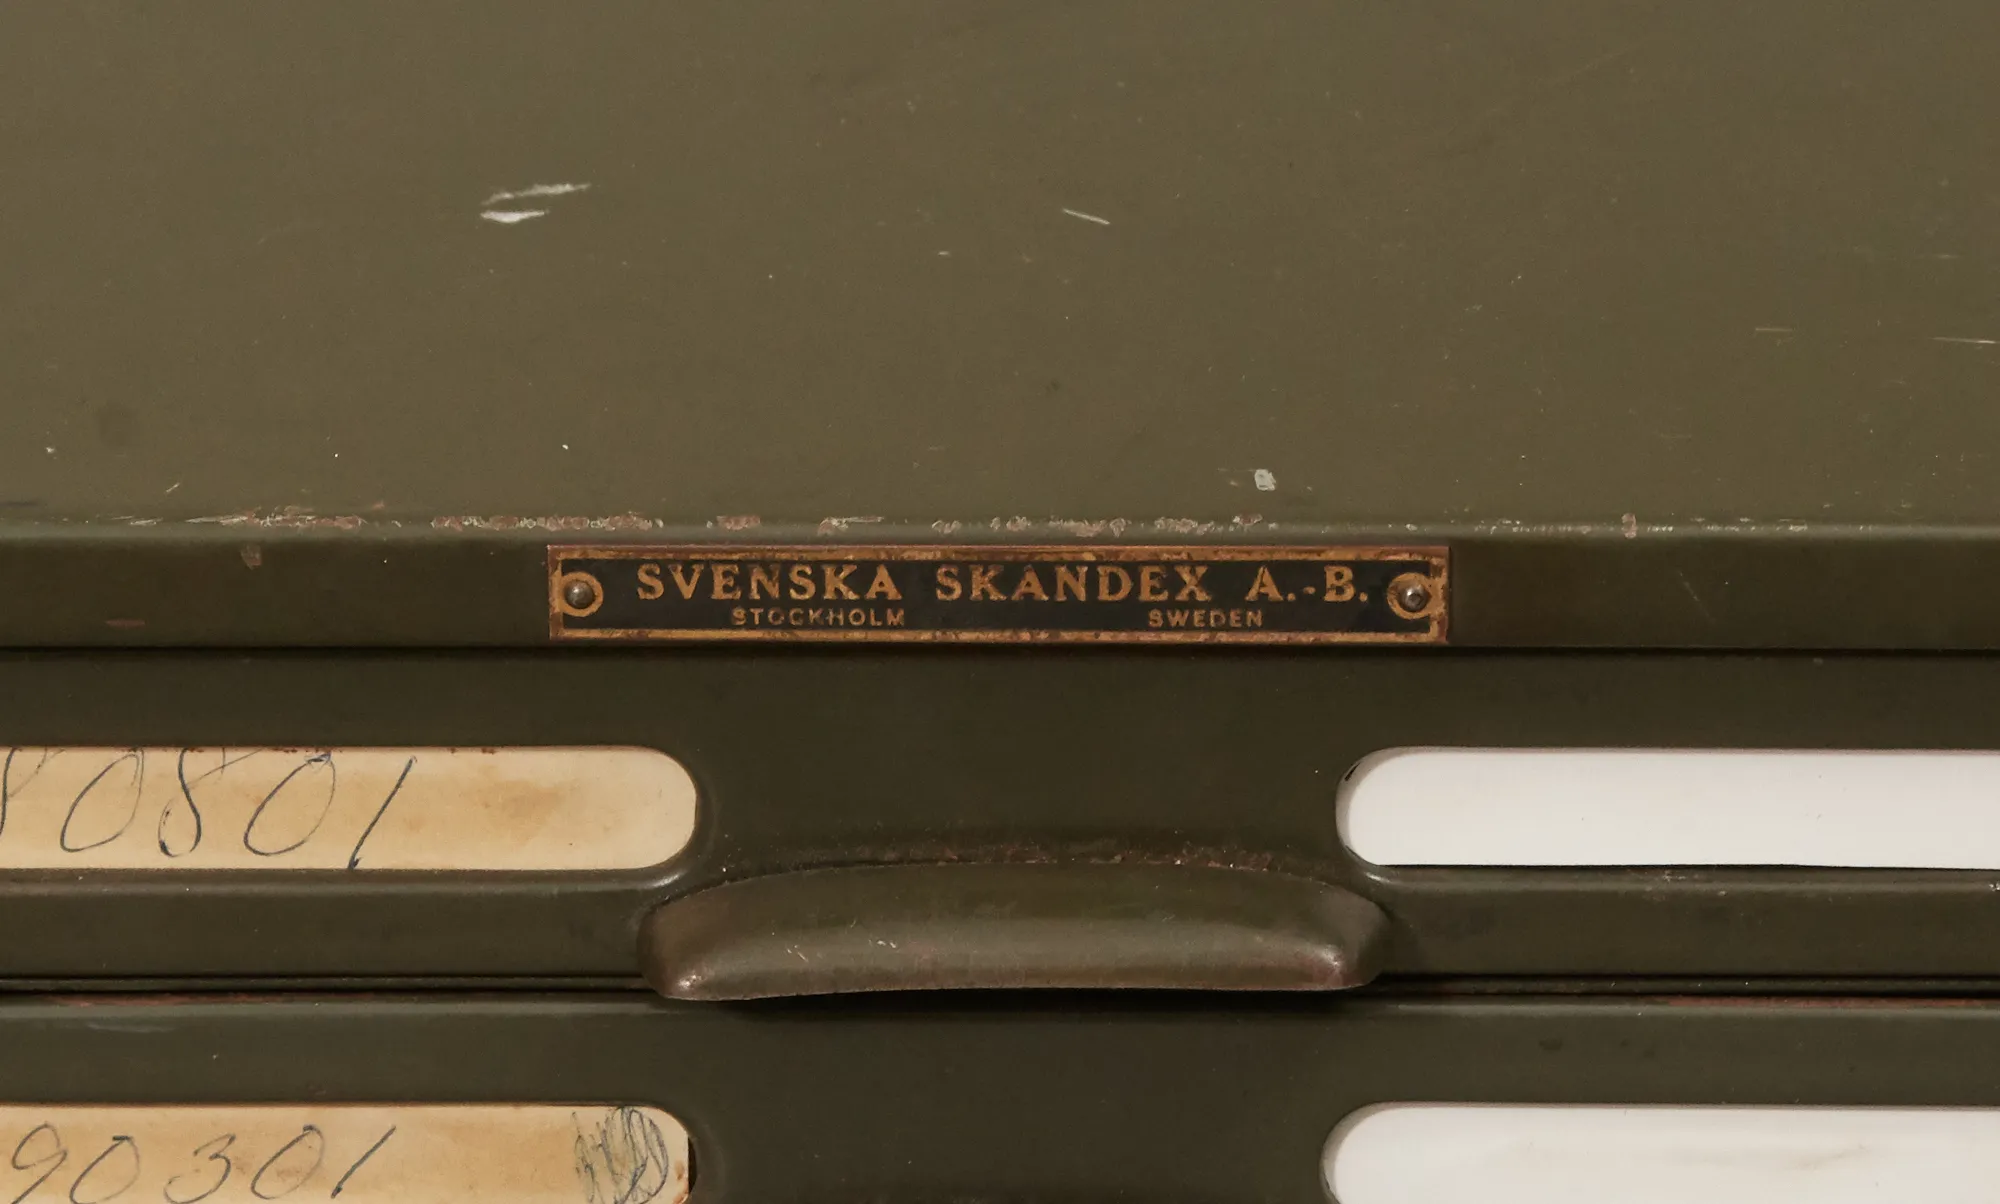 SVENSKA SKANDEX A.-B.
STOCKHOLM SWEDEN
80801
90301